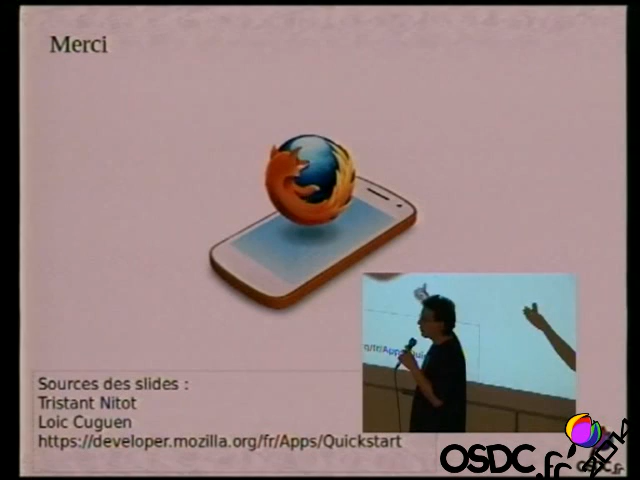 Merci
Sources des slides :
Tristant Nitot
Loic Cuguen
https://developer.mozilla.org/fr/Apps/Quickstart
OSDC.fr